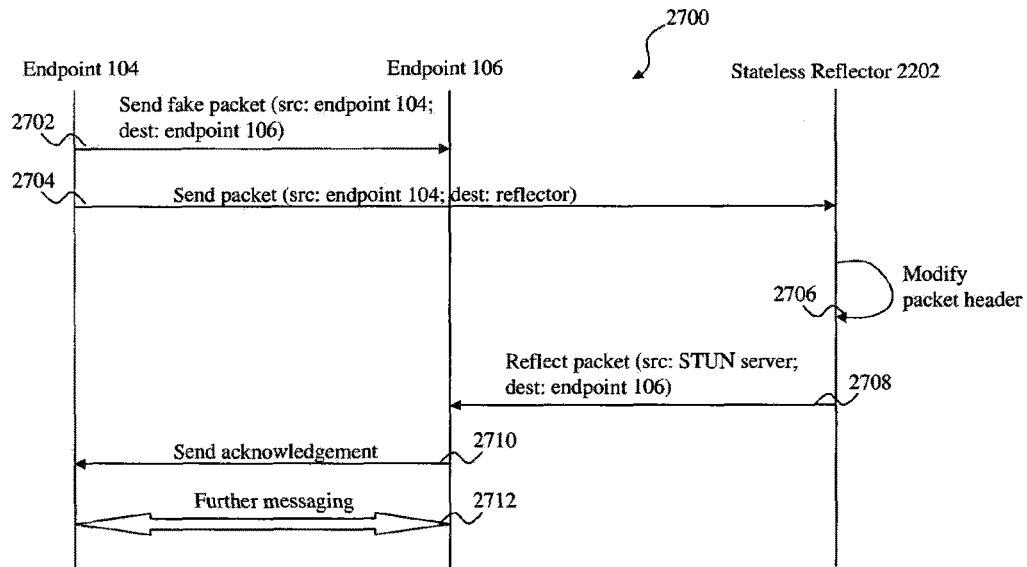 2700
Endpoint 104
Endpoint 106
Stateless Reflector 2202
Send fake packet (src: endpoint 104;
dest: endpoint 106)
2702
2704
Send packet (src: endpoint 104; dest: reflector)
Modify
packet header
2706
Reflect packet (src: STUN server;
dest: endpoint 106)
2708
Send acknowledgement
2710
Further messaging
2712